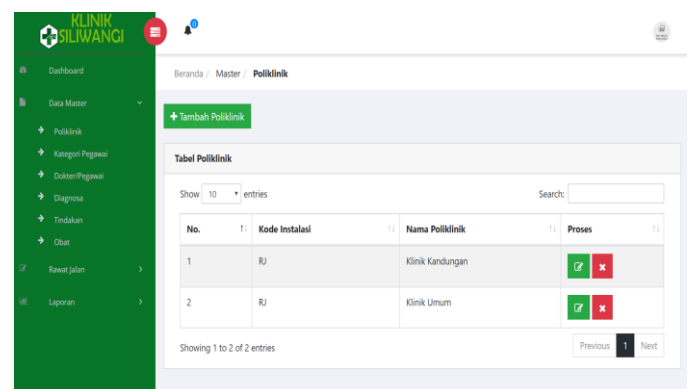 KLINIK
SILIWANGI
0
Dashboard
Data Master
Poliklinik
Kategori Pegawai
Dokter/Pegawai
Diagnosa
Tindakan
Obat
Rawat Jalan
Laporan
Beranda / Master / Poliklinik
+ Tambah Poliklinik
Tabel Poliklinik
Show 10 entries Search:
No. Kode Instalasi Nama Poliklinik Proses
1 RJ Klinik Kandungan
2 RJ Klinik Umum
Showing 1 to 2 of 2 entries Previous 1 Next